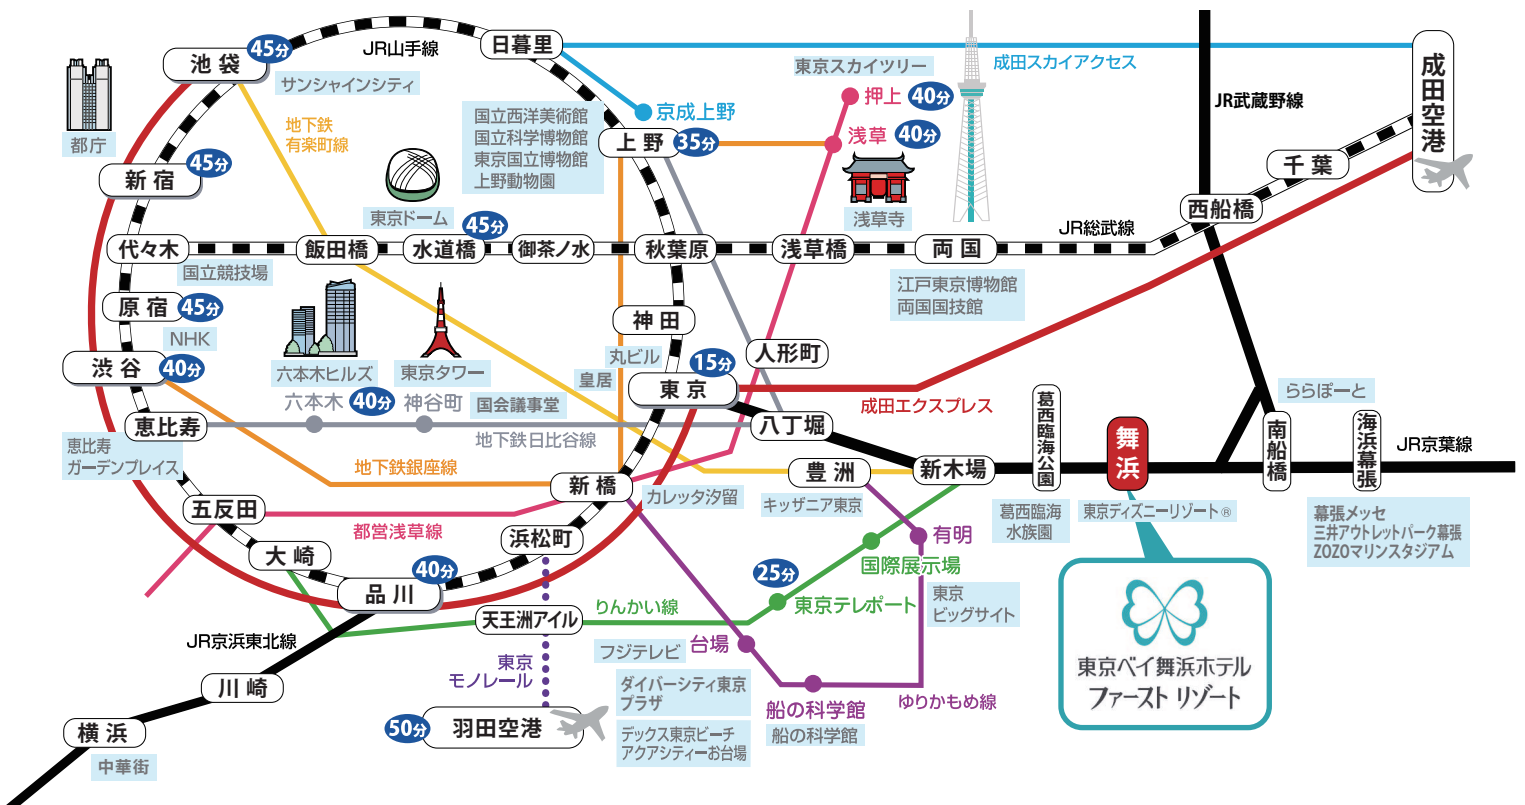 池袋
45分
サンシャインシティ
JR山手線
日暮里
成田スカイアクセス
成田空港
京成上野
東京スカイツリー
押上
40分
浅草
40分
浅草寺
JR武蔵野線
都庁
地下鉄
有楽町線
国立西洋美術館
国立科学博物館
東京国立博物館
上野動物園
上野
35分
千葉
西船橋
新宿
45分
東京ドーム
代々木
国立競技場
飯田橋
水道橋
45分
御茶ノ水
秋葉原
浅草橋
両国
JR総武線
江戸東京博物館
両国国技館
原宿
45分
NHK
神田
丸ビル
皇居
人形町
渋谷
40分
六本木ヒルズ
東京タワー
東京
15分
成田エクスプレス
六本木
40分
神谷町
国会議事堂
地下鉄日比谷線
恵比寿
恵比寿
ガーデンプレイス
八丁堀
地下鉄銀座線
新橋
カレッタ汐留
豊洲
キッザニア東京
新木場
葛西臨海公園
葛西臨海
水族園
舞浜
東京ディズニーリゾート®
ららぽーと
南船橋
海浜幕張
JR京葉線
幕張メッセ
三井アウトレットパーク幕張
ZOZOマリンスタジアム
五反田
都営浅草線
大崎
浜松町
品川
40分
有明
国際展示場
東京
ビッグサイト
25分
東京テレポート
りんかい線
天王洲アイル
JR京浜東北線
東京
モノレール
台場
フジテレビ
ダイバーシティ東京
プラザ
デックス東京ビーチ
アクアシティーお台場
船の科学館
船の科学館
ゆりかもめ線
川崎
横浜
中華街
50分
羽田空港
東京ベイ舞浜ホテル
ファーストリゾート